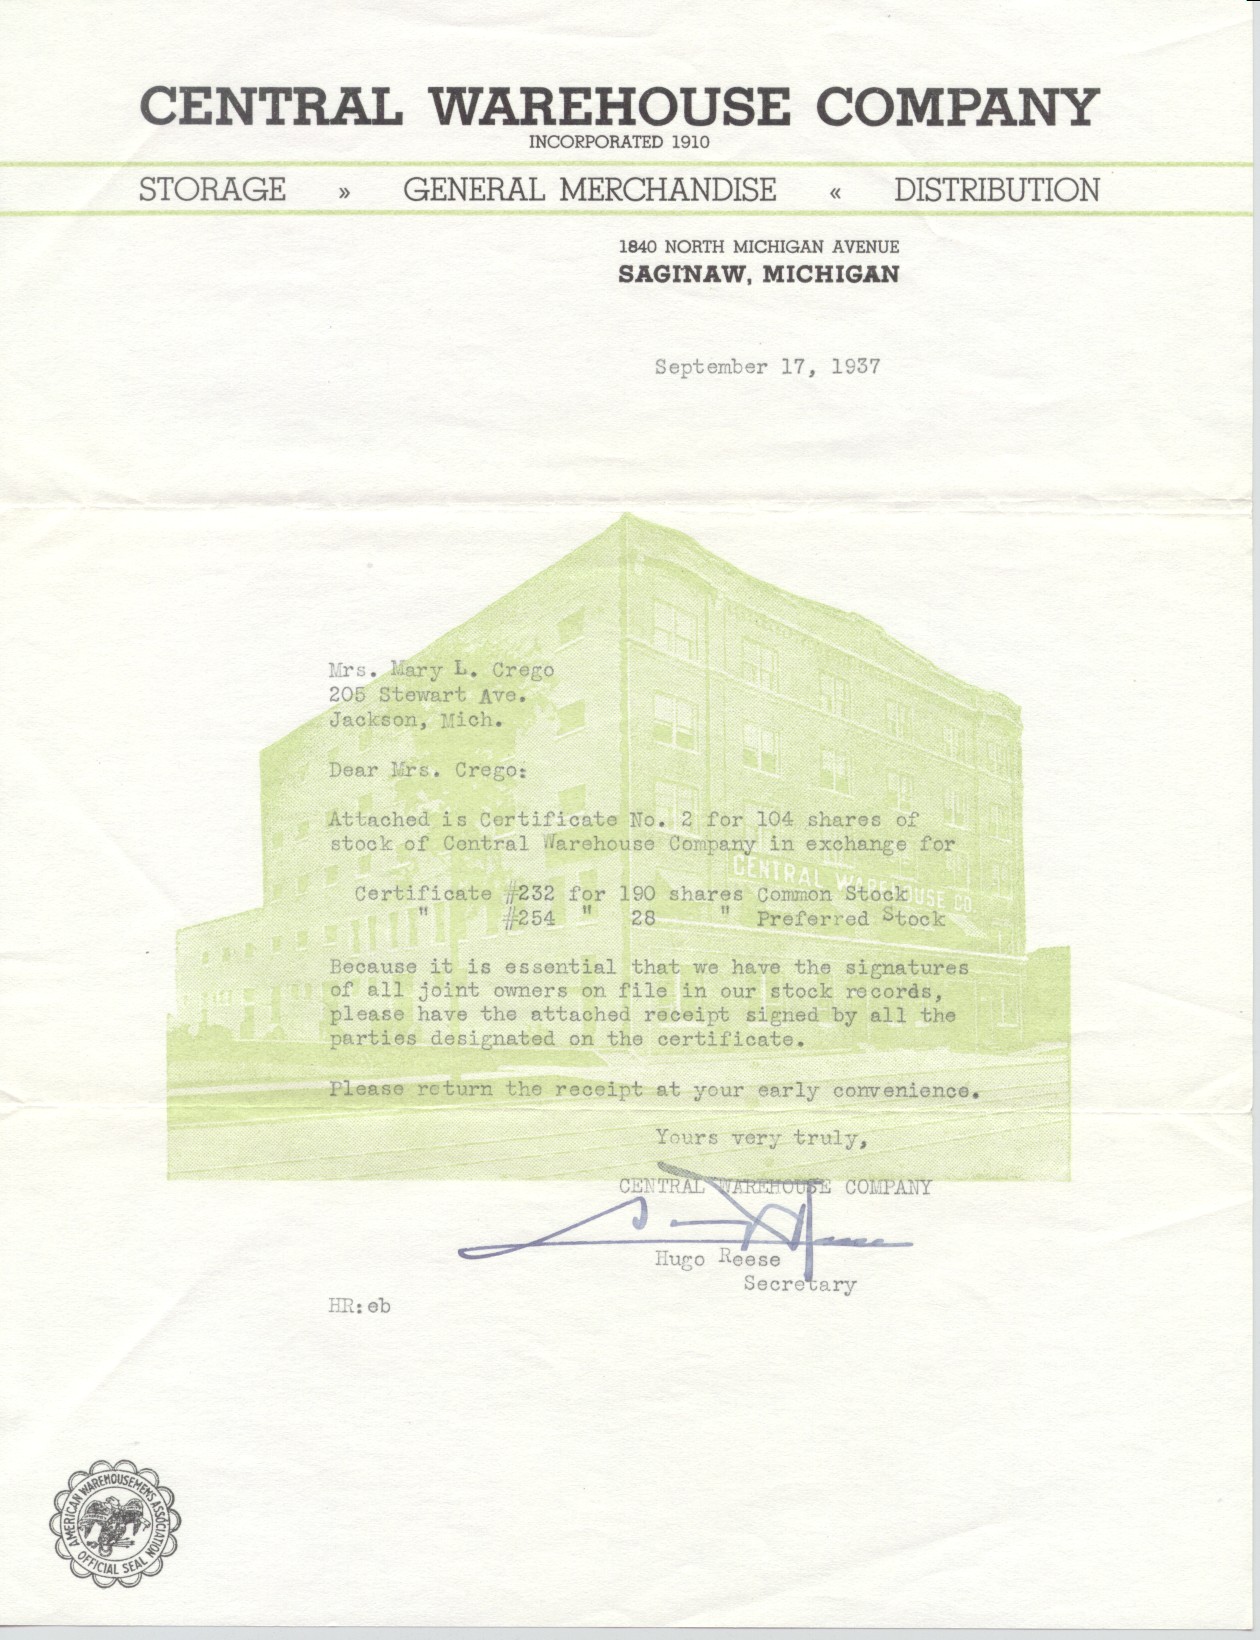 CENTRAL WAREHOUSE COMPANY
INCORPORATED 1910
STORAGE » GENERAL MERCHANDISE « DISTRIBUTION
1840 NORTH MICHIGAN AVENUE
SAGINAW, MICHIGAN
September 17, 1937
Mrs. Mary L. Crego
205 Stewart Ave.
Jackson, Mich.
Dear Mrs. Crego:
Attached is Certificate No. 2 for 104 shares of
stock of Central Warehouse Company in exchange for
CENTRAL WAREHOUSE CO.
Certificate #232 for 190 shares Common Stock
" #254 " 28 " Preferred Stock
Because it is essential that we have the signatures
of all joint owners on file in our stock records,
please have the attached receipt signed by all the
parties designated on the certificate.
Please return the receipt at your early convenience.
Yours very truly,
CENTRAL WAREHOUSE COMPANY
Hugo Reese
Secretary
HR:eb
AMERICAN WAREHOUSEMENS ASSOCIATION
OFFICIAL SEAL